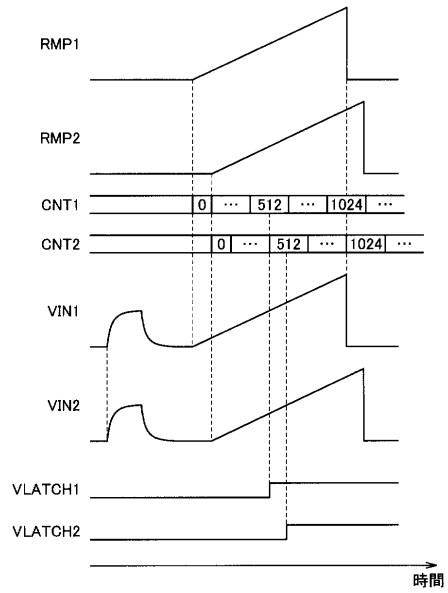 RMP1
RMP2
CNT1 0 ··· 512 ··· 1024 ···
CNT2 0 ··· 512 ··· 1024 ···
VIN1
VIN2
VLATCH1
VLATCH2
時間